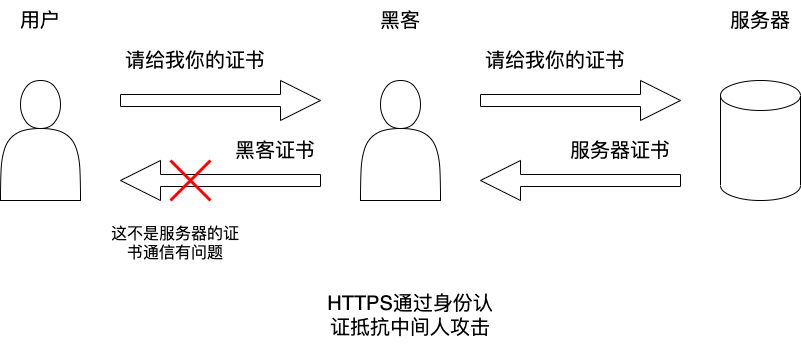 用户
黑客
服务器
请给我你的证书
请给我你的证书
黑客证书
服务器证书
这不是服务器的证
书通信有问题
HTTPS通过身份认
证抵抗中间人攻击